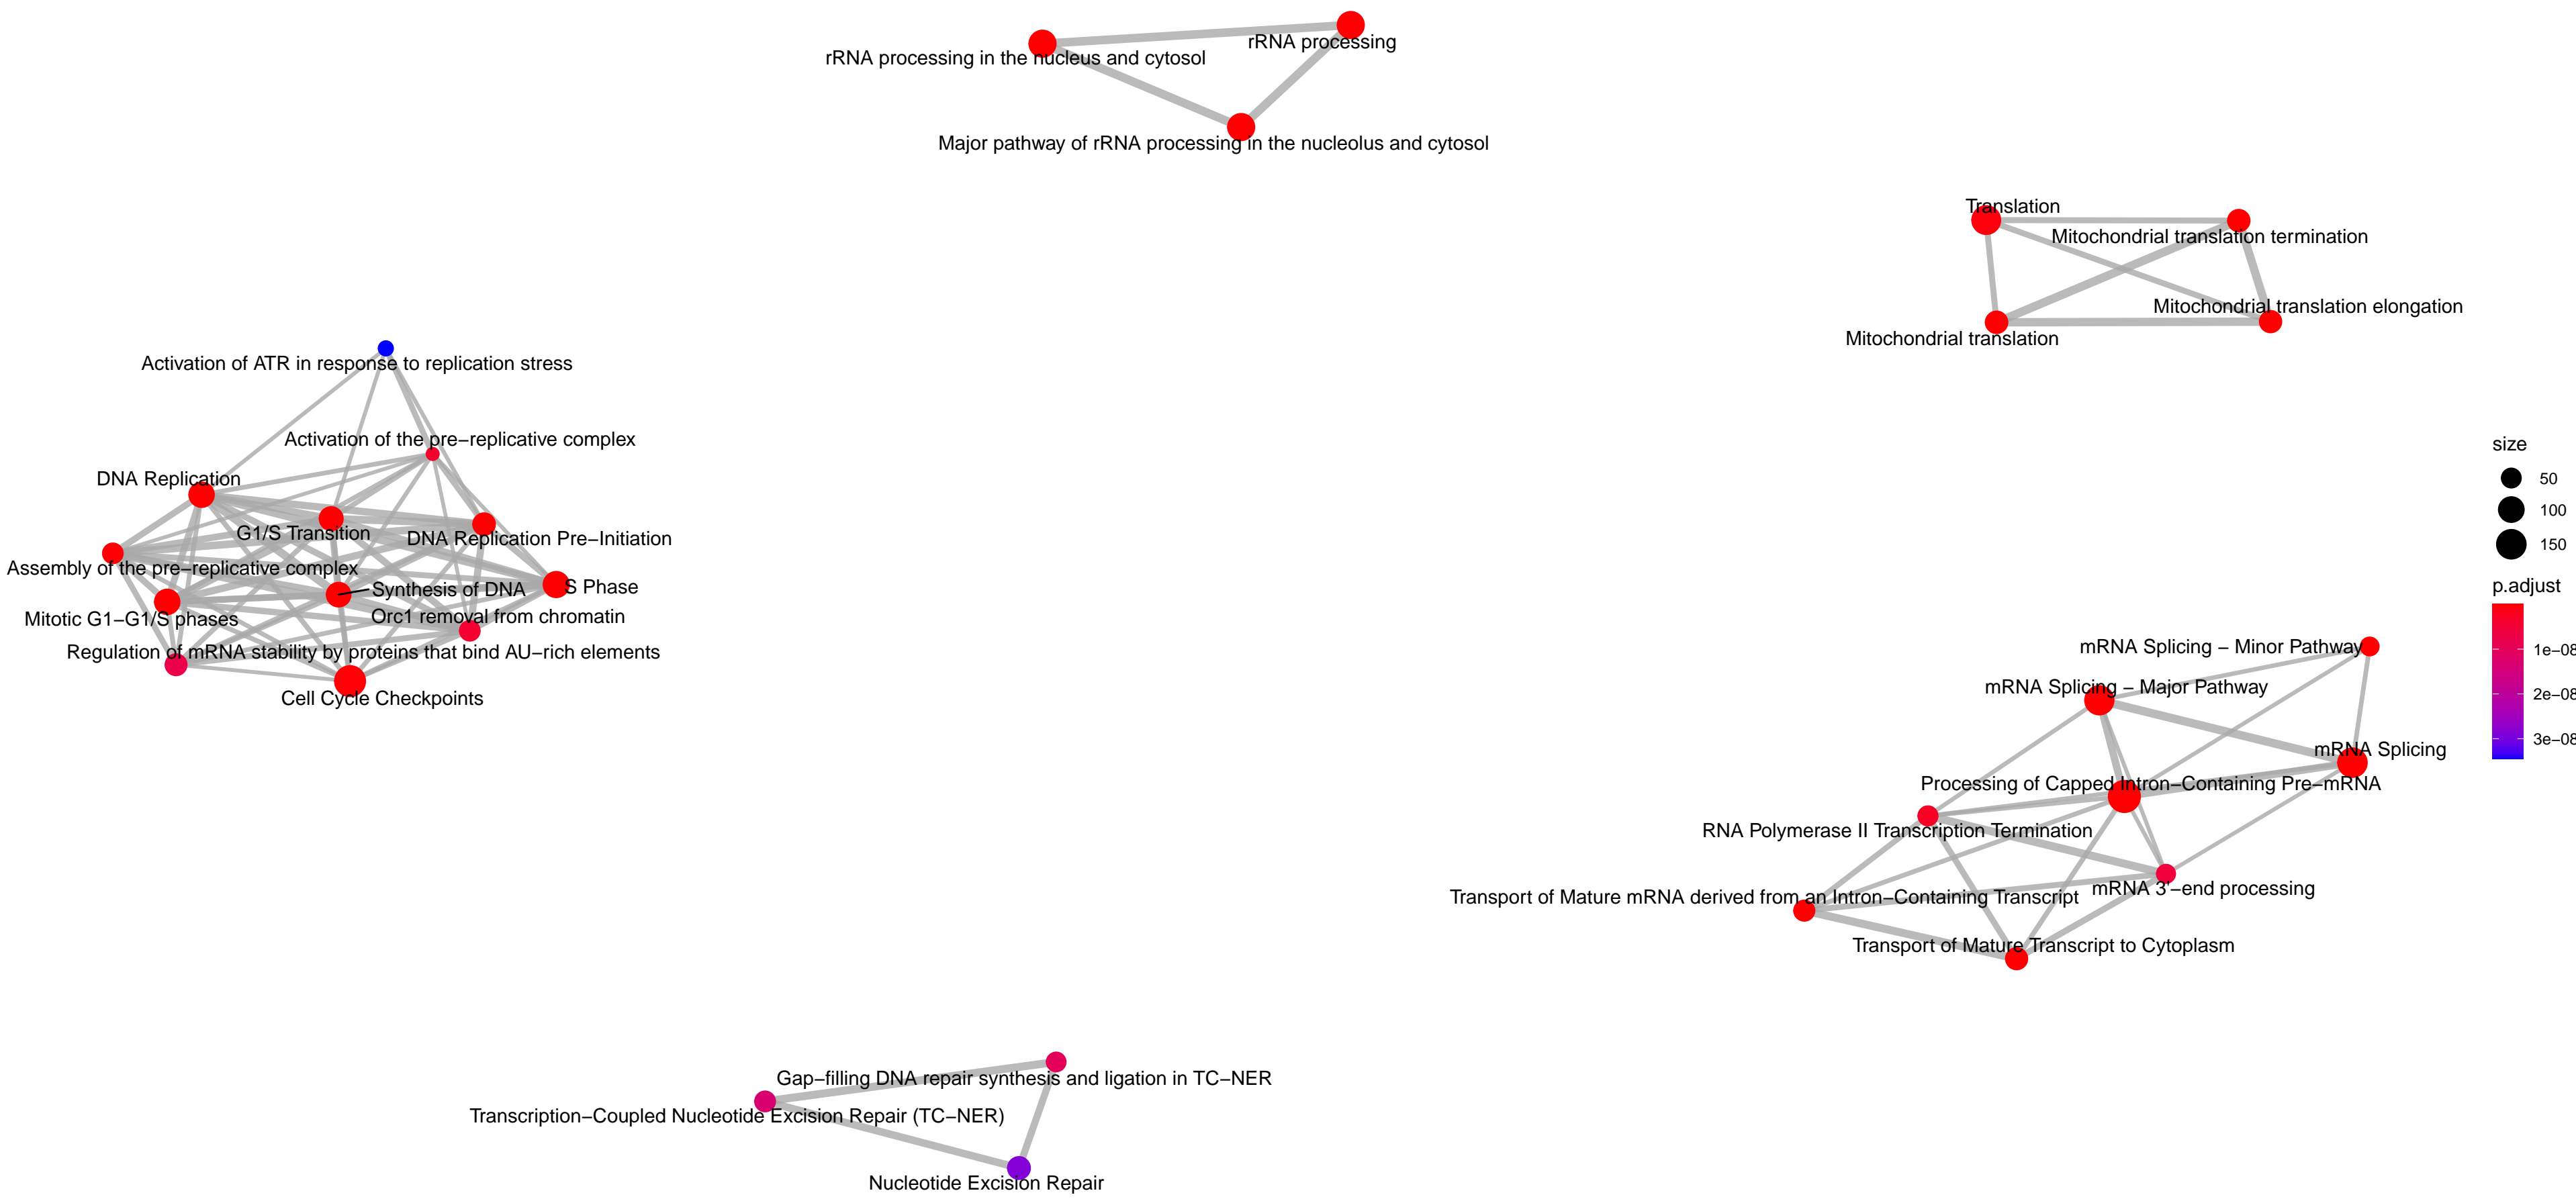 rRNA processing
rRNA processing in the nucleus and cytosol
Major pathway of rRNA processing in the nucleolus and cytosol
Translation
Mitochondrial translation termination
Mitochondrial translation elongation
Mitochondrial translation
Activation of ATR in response to replication stress
Activation of the pre−replicative complex
DNA Replication
G1/S Transition
DNA Replication Pre−Initiation
Assembly of the pre−replicative complex
Synthesis of DNA
S Phase
Mitotic G1−G1/S phases
Orc1 removal from chromatin
Regulation of mRNA stability by proteins that bind AU−rich elements
Cell Cycle Checkpoints
size
50
100
150
p.adjust
1e−08
2e−08
3e−08
mRNA Splicing − Minor Pathway
mRNA Splicing − Major Pathway
mRNA Splicing
Processing of Capped Intron−Containing Pre−mRNA
RNA Polymerase II Transcription Termination
mRNA 3'−end processing
Transport of Mature mRNA derived from an Intron−Containing Transcript
Transport of Mature Transcript to Cytoplasm
Gap−filling DNA repair synthesis and ligation in TC−NER
Transcription−Coupled Nucleotide Excision Repair (TC−NER)
Nucleotide Excision Repair